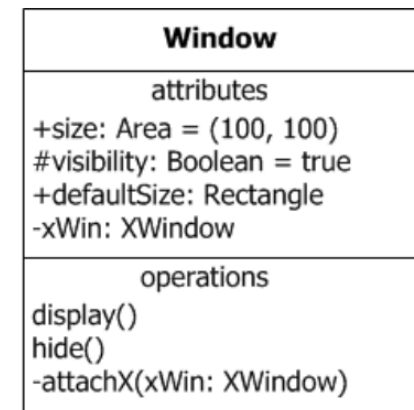 Window
attributes
+size: Area = (100, 100)
#visibility: Boolean = true
+defaultSize: Rectangle
-xWin: XWindow
operations
display()
hide()
-attachX(xWin: XWindow)